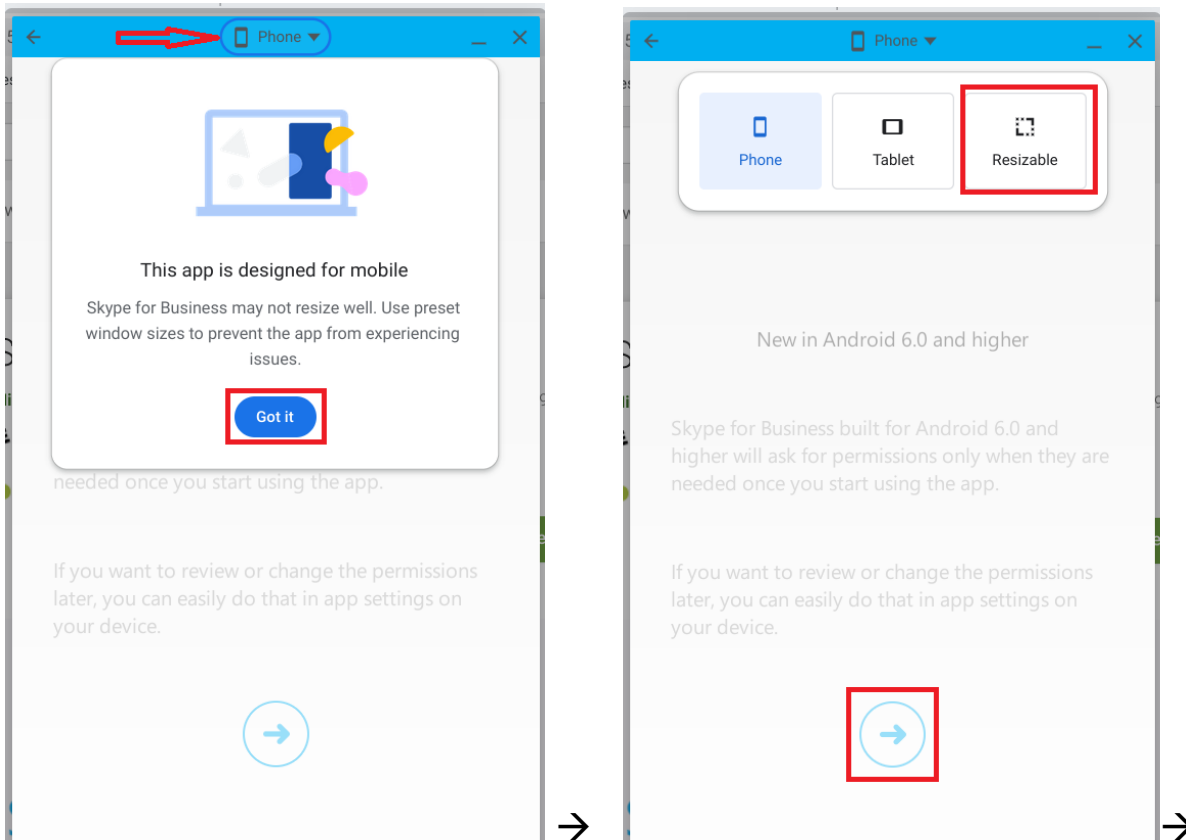 Phone
This app is designed for mobile
Skype for Business may not resize well. Use preset
window sizes to prevent the app from experiencing
issues.
Got it
needed once you start using the app.
If you want to review or change the permissions
later, you can easily do that in app settings on
your device.
Phone
Phone
Tablet
Resizable
New in Android 6.0 and higher
Skype for Business built for Android 6.0 and
higher will ask for permissions only when they are
needed once you start using the app.
If you want to review or change the permissions
later, you can easily do that in app settings on
your device.